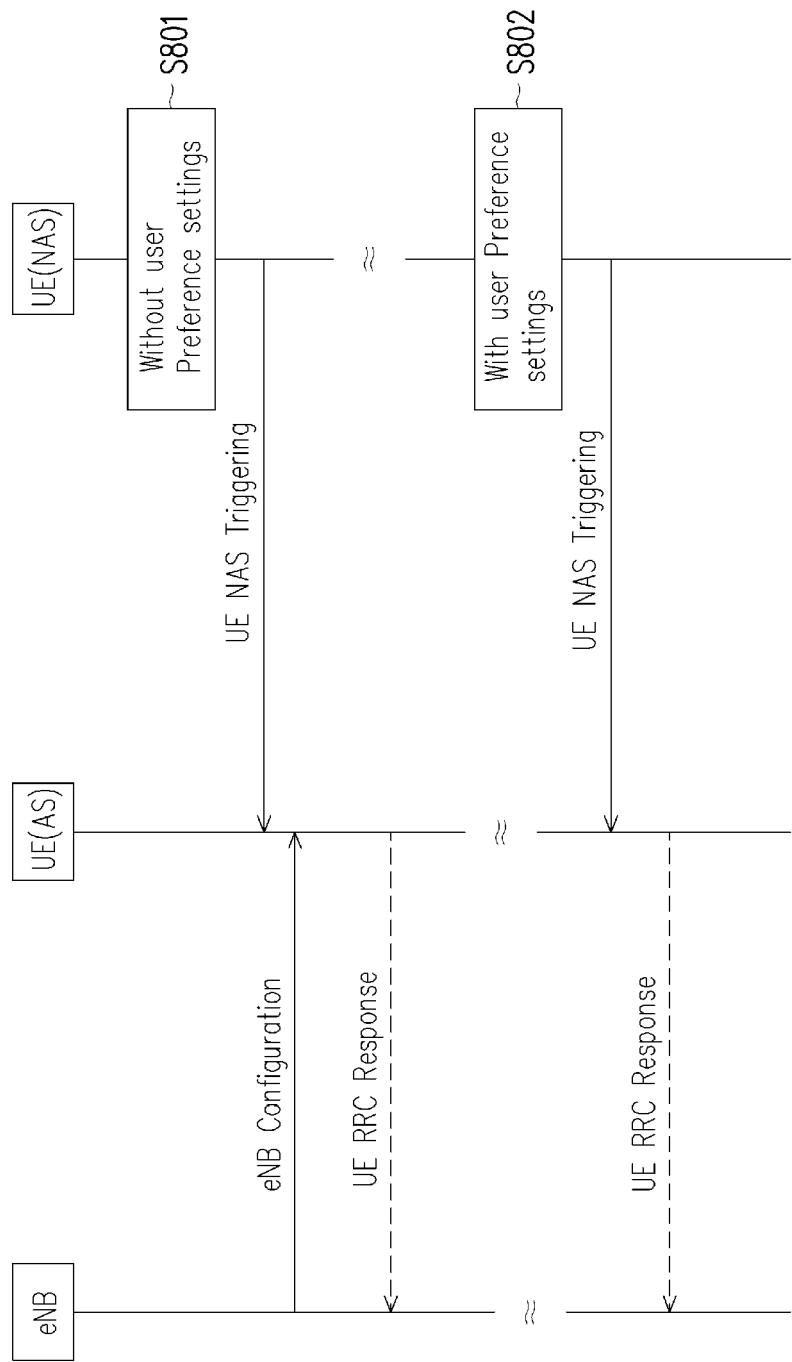 eNB
UE(AS)
UE(NAS)
Without user
Preference settings
S801
UE NAS Triggering
eNB Configuration
UE RRC Response
With user Preference
settings
S802
UE NAS Triggering
UE RRC Response